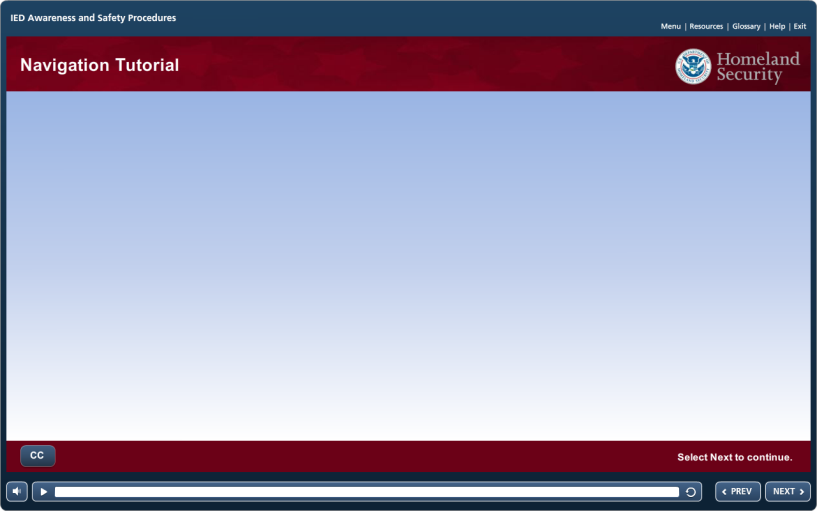 IED Awareness and Safety Procedures
Menu | Resources | Glossary | Help | Exit
Navigation Tutorial
Homeland
Security
CC
Select Next to continue.
PREV
NEXT